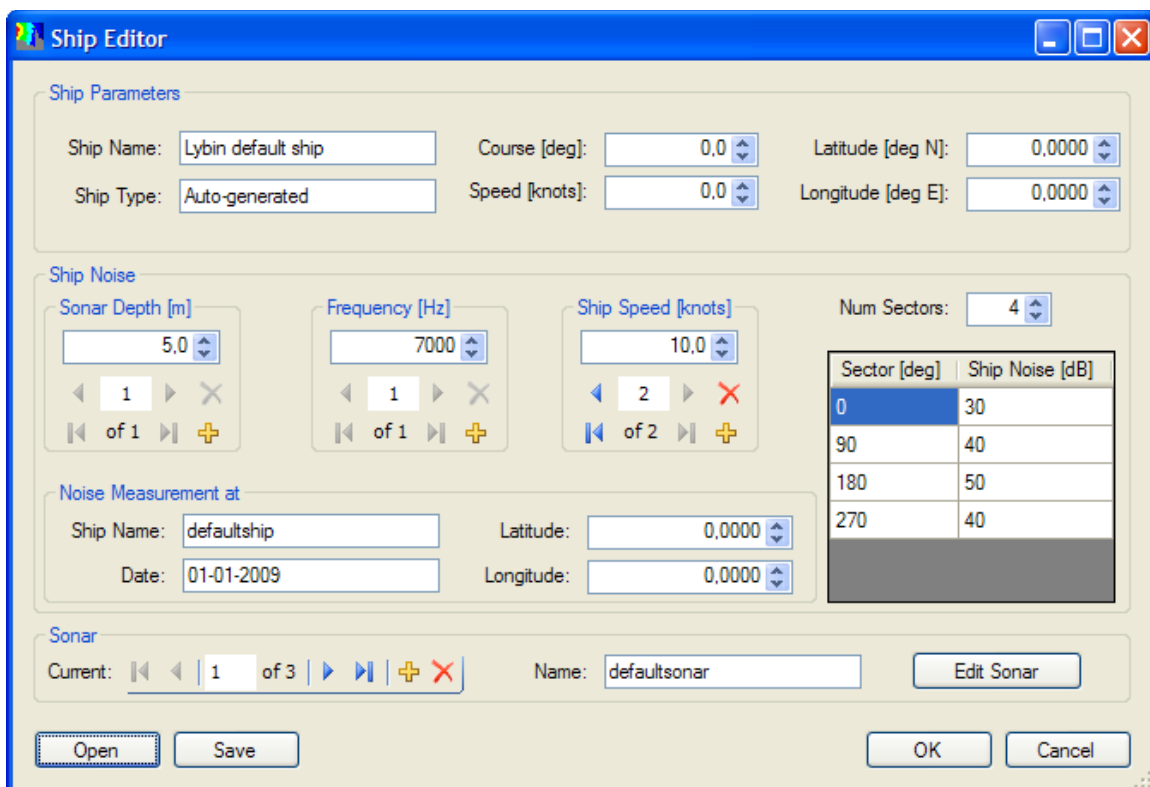 Ship Editor
Ship Parameters
Ship Name: Lybin default ship Course [deg]: 0,0 Latitude [deg N]: 0,0000
Ship Type: Auto-generated Speed [knots]: 0,0 Longitude [deg E]: 0,0000
Ship Noise
Sonar Depth [m] Frequency [Hz] Ship Speed [knots] Num Sectors: 4
5,0 7000 10,0
1 1 2
of 1 of 1 of 2
Sector [deg] Ship Noise [dB]
0 30
90 40
180 50
270 40
Noise Measurement at
Ship Name: defaultship Latitude: 0,0000
Date: 01-01-2009 Longitude: 0,0000
Sonar
Current: 1 of 3 Name: defaultsonar Edit Sonar
Open Save OK Cancel